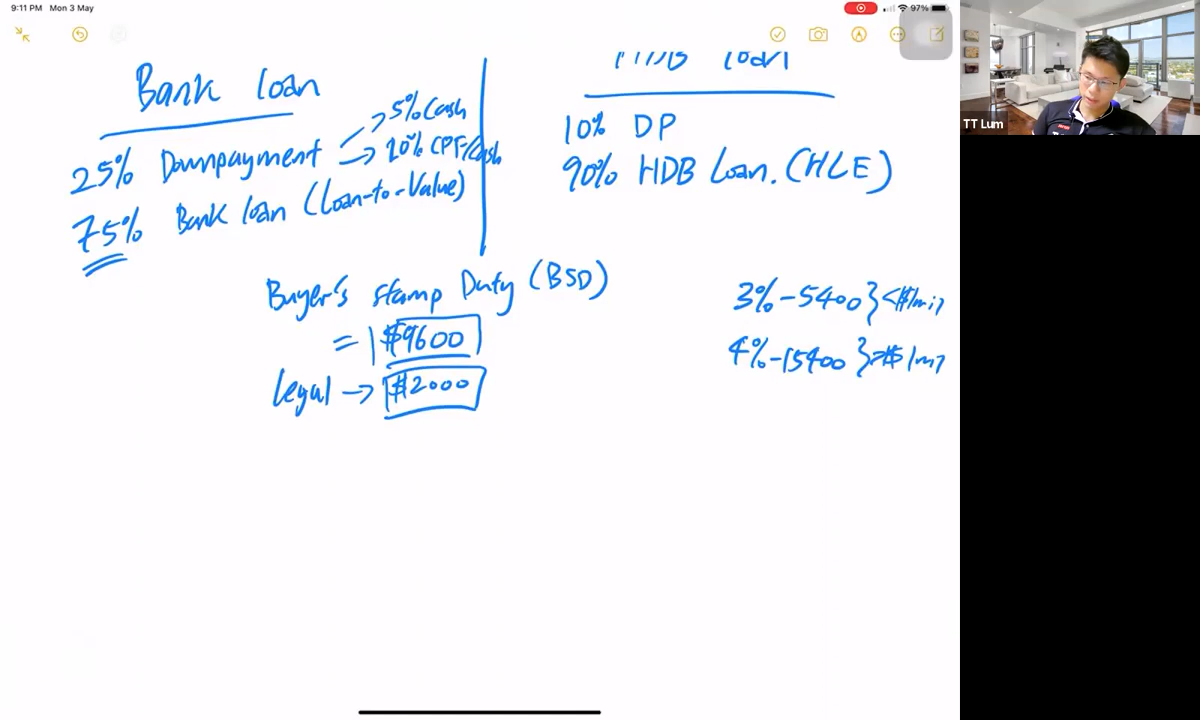 9:11 PM Mon 3 May
97%
Bank loan
25% Downpayment
→ 5% Cash
→ 20% CPF/Cash
75% Bank loan (Loan-to-Value)
loan
10% DP
90% HDB Loan. (HLE)
Buyer's Stamp Duty (BSD)
= $9600
legal → $2000
3% - 5400 } < $1mil
4% - 15400 } > $1mil
TT Lum